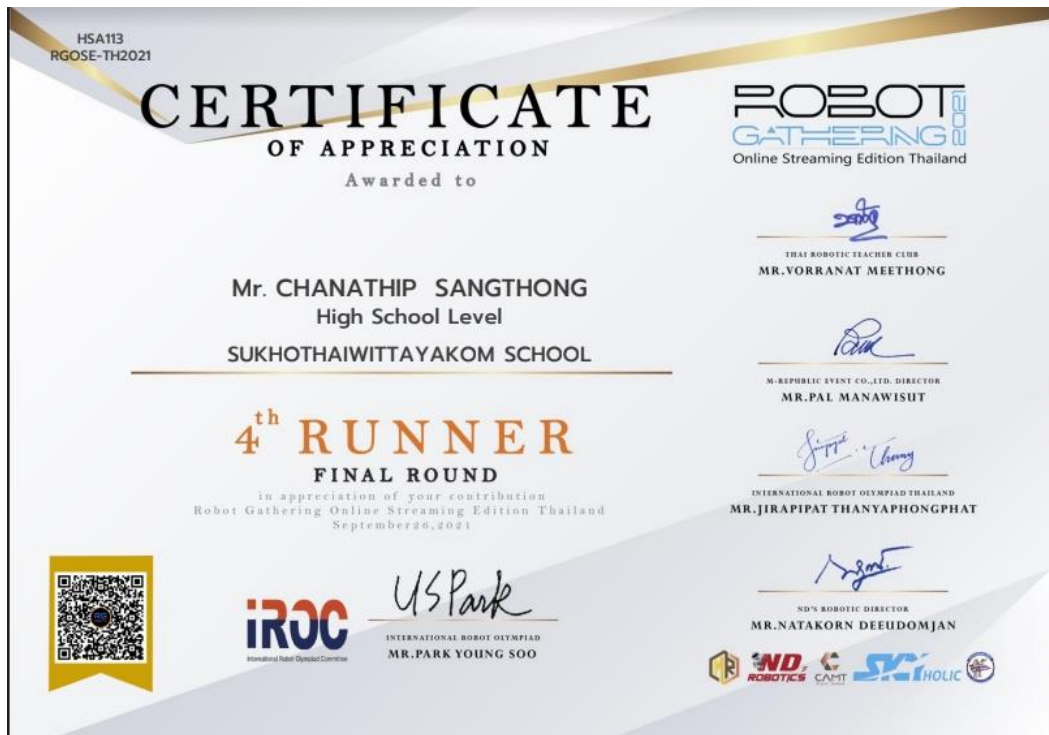 HSA113
RGOSE-TH2021
CERTIFICATE
OF APPRECIATION
Awarded to
Mr. CHANATHIP SANGTHONG
High School Level
SUKHOTHAIWITTAYAKOM SCHOOL
4th RUNNER
FINAL ROUND
in appreciation of your contribution
Robot Gathering Online Streaming Edition Thailand
September26,2021
iROC
International Robot Olympiad Committee
US Park
INTERNATIONAL ROBOT OLYMPIAD
MR.PARK YOUNG SOO
ROBOT
GATHERING 2021
Online Streaming Edition Thailand
THAI ROBOTIC TEACHER CLUB
MR.VORRANAT MEETHONG
M-REPUBLIC EVENT CO.,LTD. DIRECTOR
MR.PAL MANAWISUT
INTERNATIONAL ROBOT OLYMPIAD THAILAND
MR.JIRAPIPAT THANYAPHONGPHAT
ND'S ROBOTIC DIRECTOR
MR.NATAKORN DEEUDOMJAN
MR
ND ROBOTICS
CAMT
SKYHOLIC